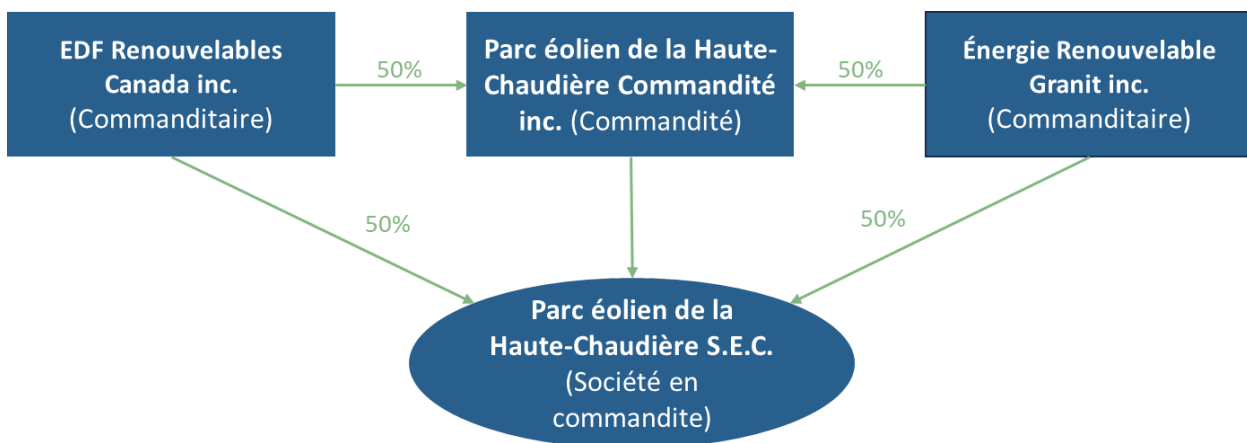 EDF Renouvelables
Canada inc.
(Commanditaire)
50%
Parc éolien de la Haute-
Chaudière Commandité
inc. (Commandité)
50%
Énergie Renouvelable
Granit inc.
(Commanditaire)
50%
50%
Parc éolien de la
Haute-Chaudière S.E.C.
(Société en
commandite)